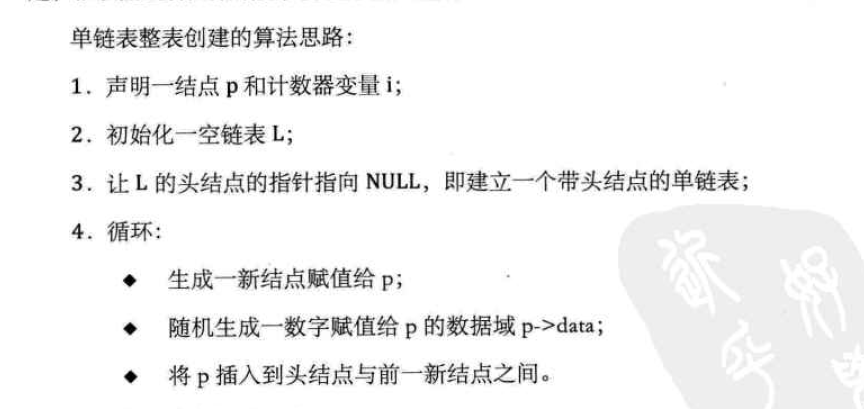 单链表整表创建的算法思路:
1. 声明一结点 p 和计数器变量 i;
2. 初始化一空链表 L;
3. 让 L 的头结点的指针指向 NULL,即建立一个带头结点的单链表;
4. 循环:
◆ 生成一新结点赋值给 p;
◆ 随机生成一数字赋值给 p 的数据域 p->data;
◆ 将 p 插入到头结点与前一新结点之间。